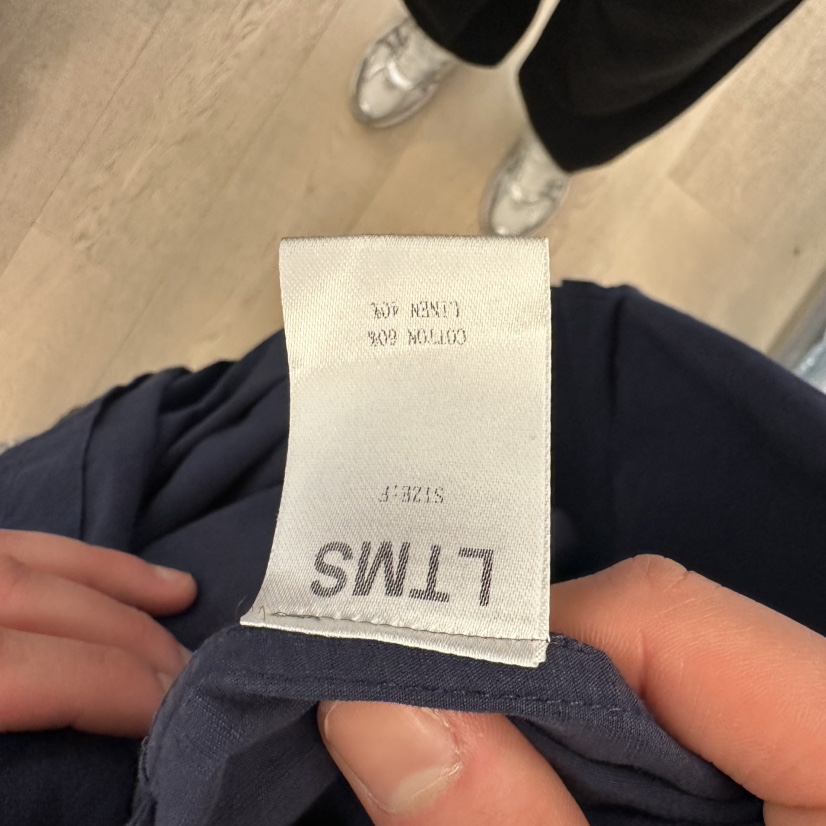 LTMS
SIZE:F
COTTON 60%
LINEN 40%